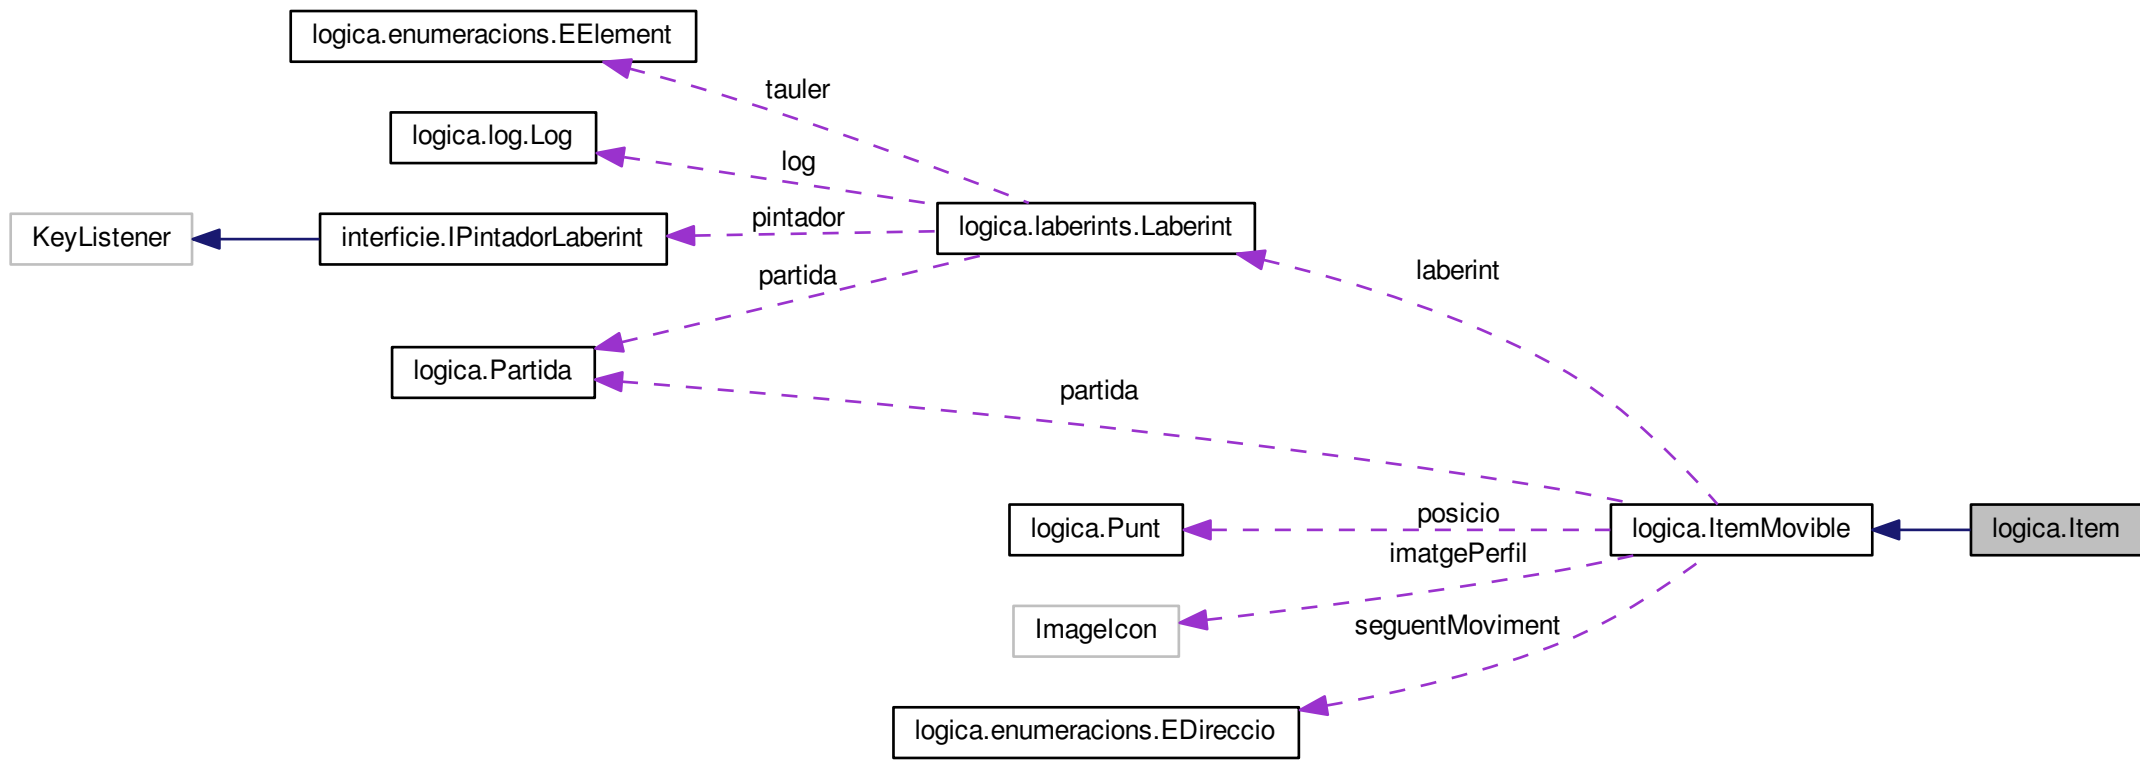 logica.enumeracions.EElement
tauler
logica.log.Log
log
KeyListener
interficie.IPintadorLaberint
pintador
logica.laberints.Laberint
partida
laberint
logica.Partida
partida
logica.Punt
posicio
logica.ItemMovible
logica.Item
imatgePerfil
ImageIcon
seguentMoviment
logica.enumeracions.EDireccio